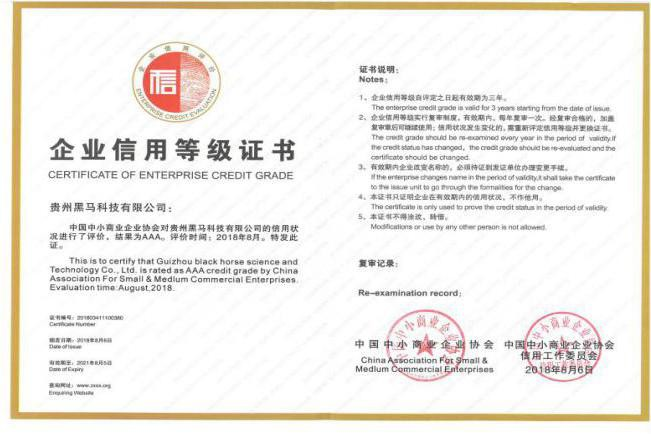 企业信用评价
信
ENTERPRISE CREDIT EVALUATION
企业信用等级证书
CERTIFICATE OF ENTERPRISE CREDIT GRADE
贵州黑马科技有限公司：
中国中小商业企业协会对贵州黑马科技有限公司的信用状
况进行了评价，结果为AAA。评价时间：2018年8月。特发此
证。
This is to certify that Guizhou black horse science and
Technology Co., Ltd. is rated as AAA credit grade by China
Association For Small & Medlum Commercial Enterprises.
Evaluation time:August,2018.
证书编号：201803411100380
Certificate Number
颁发日期：2018年8月6日
Date of Issue
有效期至：2021年8月5日
Date of Expiry
查询网址：www.zxsx.org
Enquiring Website
证书说明：
Notes：
1、企业信用等级自评定之日起有效期为三年。
The enterprise credit grade is valid for 3 years starting from the date of issue.
2、企业信用等级实行复审制度，有效期内，每年复审一次。经复审合格的，加盖
复审章后可继续使用；信用状况发生变化的，需重新评定信用等级并更换证书。
The credit grade should be re-examined every year in the period of validity.If
the credit status has changed, the credit grade should be re-evaluated and the
certificate should be changed.
3、有效期内企业改变名称的，必须持证到发证单位办理变更手续。
If the enterprise changes name in the period of validity,it shall take the certificate
to the issue unit to go through the formalities for the change.
4、本证书只证明企业在有效期内的信用状况，不作他用。
The certificate is only used to prove the credit status in the period of validity.
5、本证书不得涂改，转借。
Modifications or use by any other person is not allowed.
复审记录：
Re-examination record：
中国中小商业企业协会
China Association For Small &
Medlum Commercial Enterprises
中国中小商业企业协会
信用工作委员会
2018年8月6日